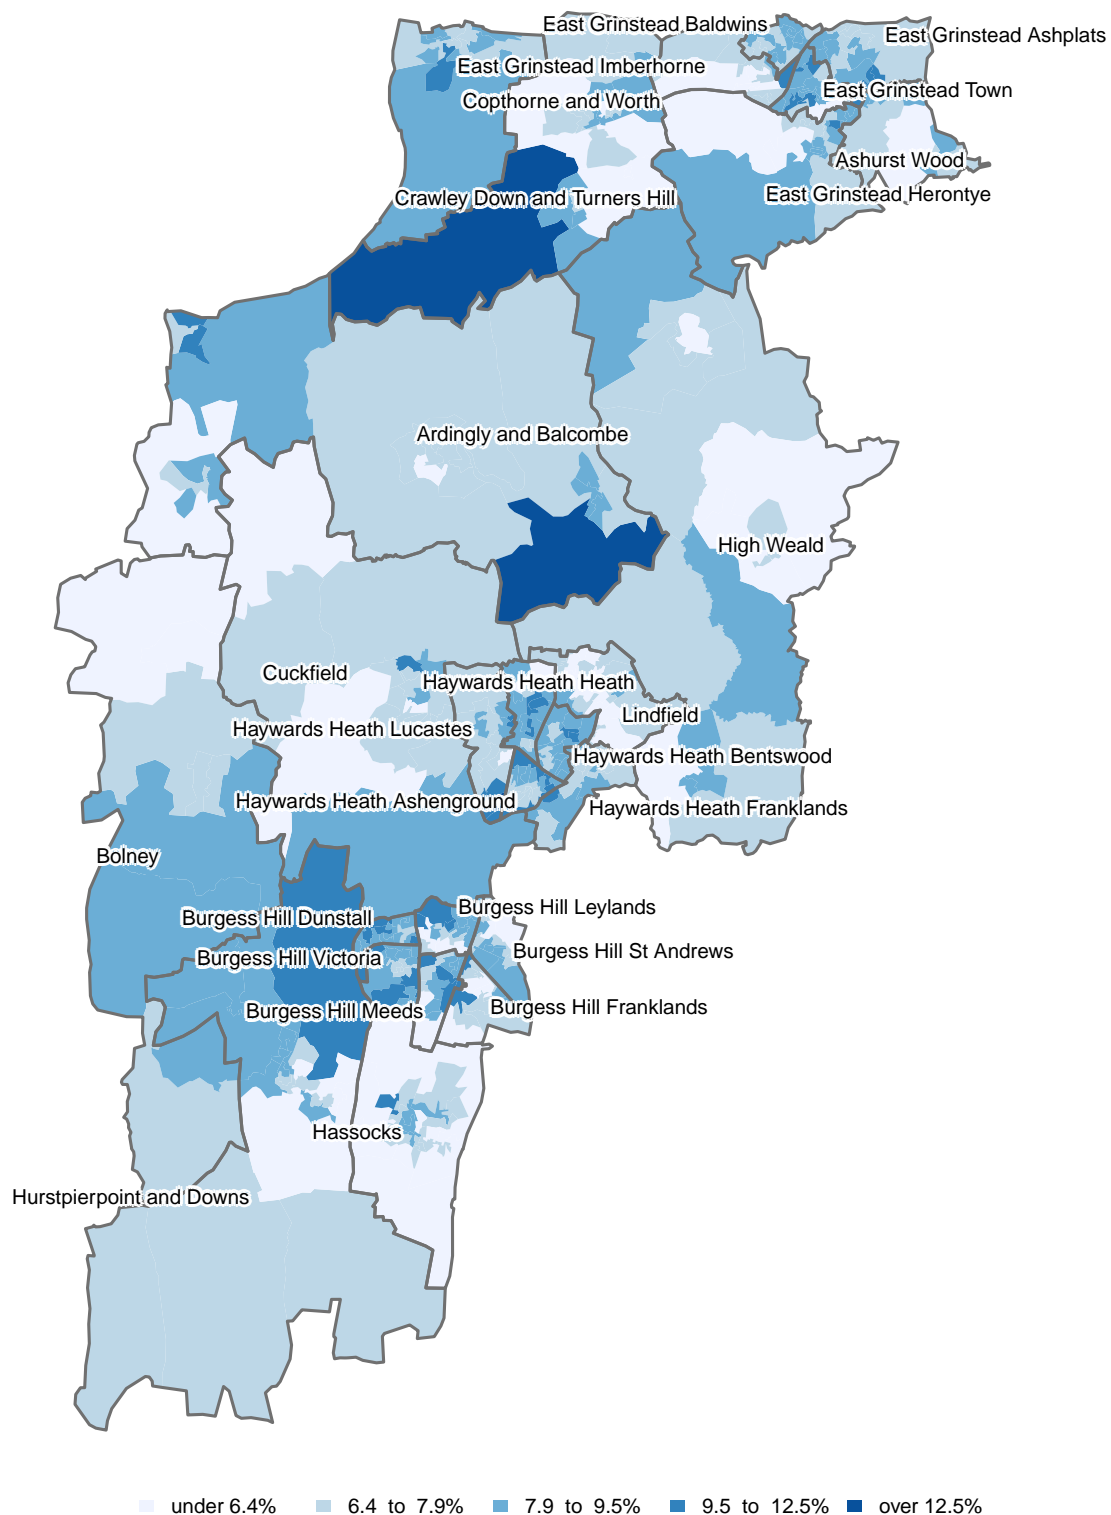 East Grinstead Baldwins
East Grinstead Ashplats
East Grinstead Imberhorne
East Grinstead Town
Copthorne and Worth
Ashurst Wood
East Grinstead Herontye
Crawley Down and Turners Hill
Ardingly and Balcombe
High Weald
Cuckfield
Haywards Heath Heath
Lindfield
Haywards Heath Lucastes
Haywards Heath Bentswood
Haywards Heath Ashenground
Haywards Heath Franklands
Bolney
Burgess Hill Leylands
Burgess Hill Dunstall
Burgess Hill St Andrews
Burgess Hill Victoria
Burgess Hill Franklands
Burgess Hill Meeds
Hassocks
Hurstpierpoint and Downs
under 6.4% 6.4 to 7.9% 7.9 to 9.5% 9.5 to 12.5% over 12.5%